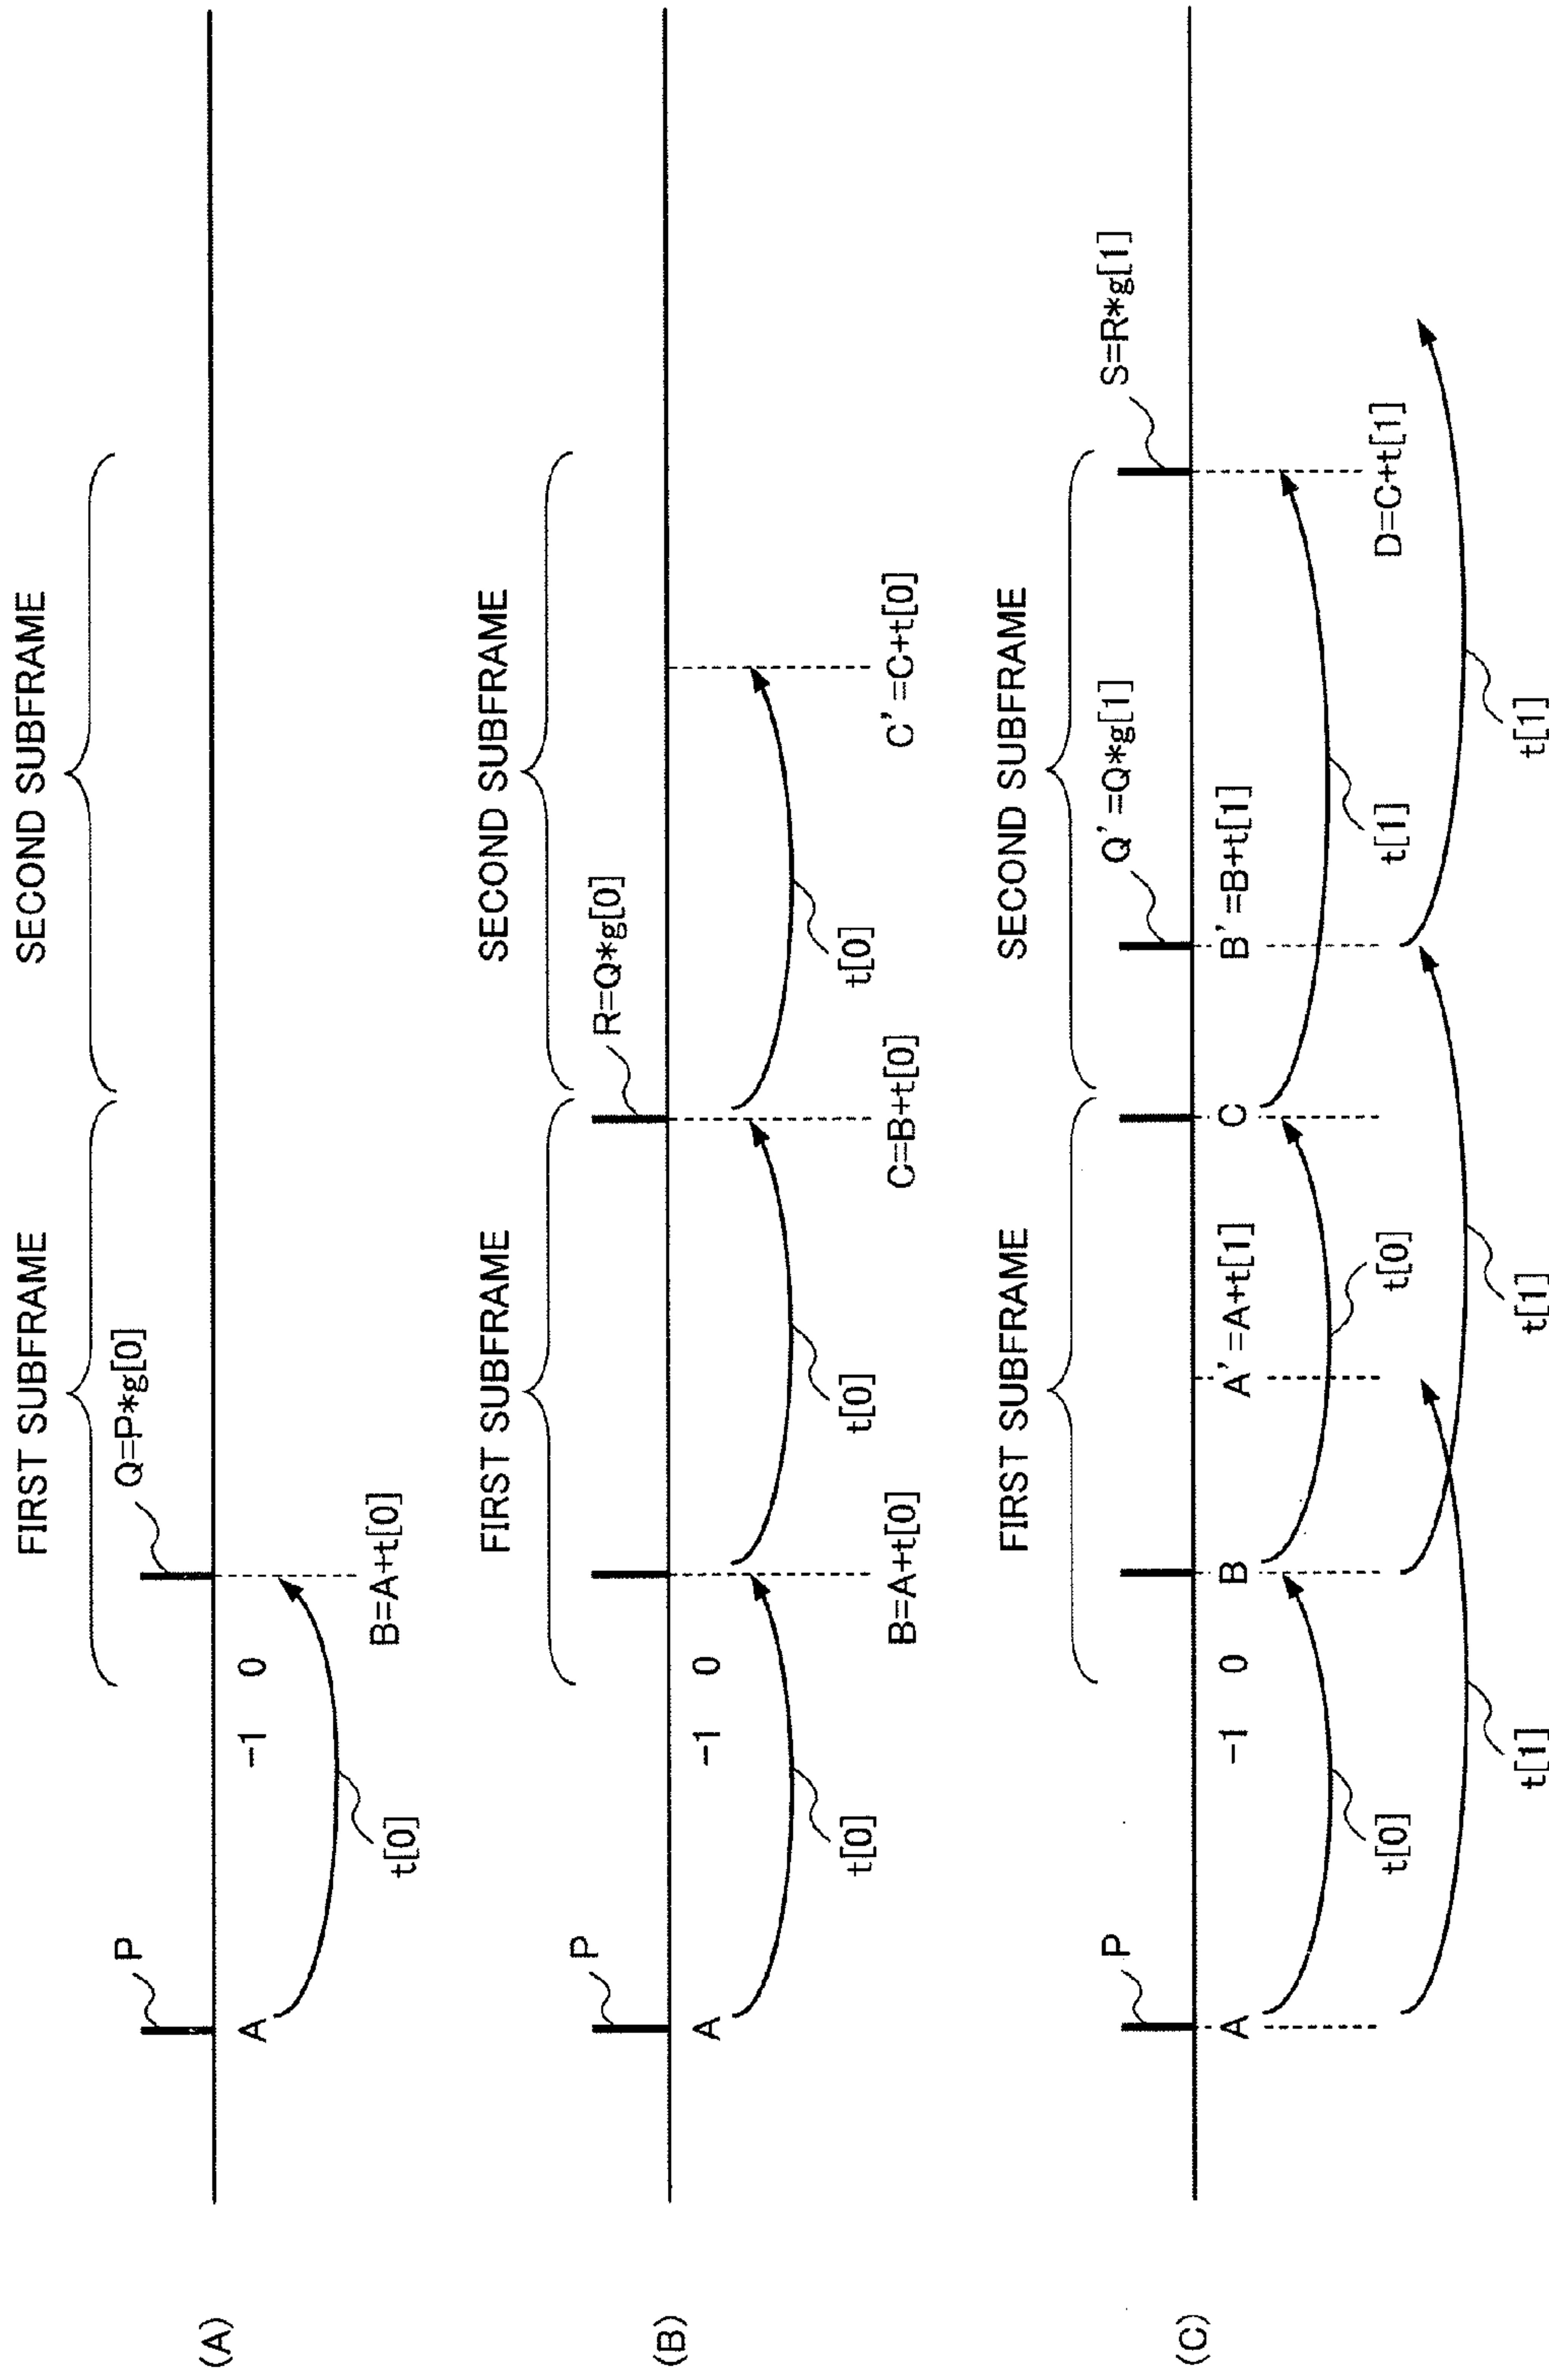 (A)
FIRST SUBFRAME
SECOND SUBFRAME
P
Q=P*g[0]
A
-1
0
t[0]
B=A+t[0]
(B)
FIRST SUBFRAME
SECOND SUBFRAME
P
R=Q*g[0]
A
-1
0
t[0]
t[0]
t[0]
B=A+t[0]
C=B+t[0]
C'=C+t[0]
(C)
FIRST SUBFRAME
SECOND SUBFRAME
P
Q'=Q*g[1]
S=R*g[1]
A
-1
0
B
A'=A+t[1]
C
B'=B+t[1]
t[0]
t[0]
t[1]
D=C+t[1]
t[1]
t[1]
t[1]